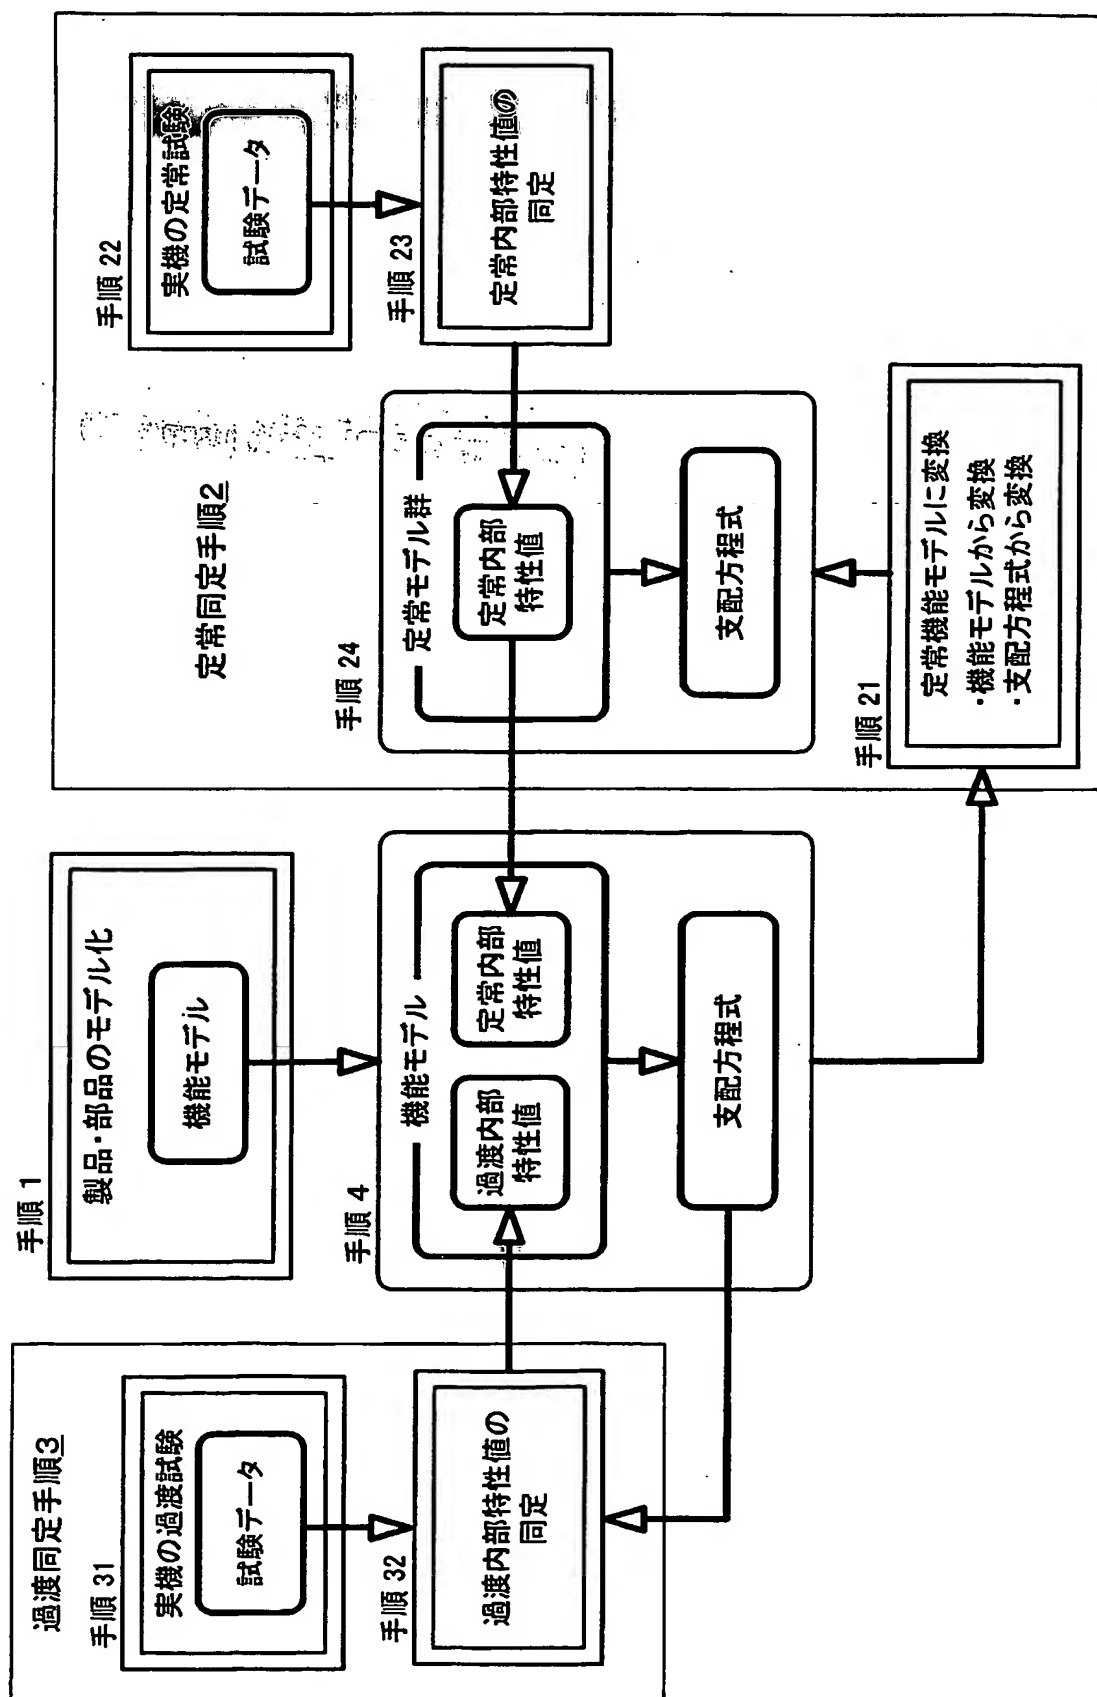 過渡同定手順3
手順 31
実機の過渡試験
試験データ
手順 32
過渡内部特性値の
同定
手順 1
製品・部品のモデル化
機能モデル
手順 4
機能モデル
過渡内部
特性値
定常内部
特性値
支配方程式
定常同定手順2
手順 22
実機の定常試験
試験データ
手順 23
定常内部特性値の
同定
手順 24
定常モデル群
定常内部
特性値
支配方程式
手順 21
定常機能モデルに変換
・機能モデルから変換
・支配方程式から変換